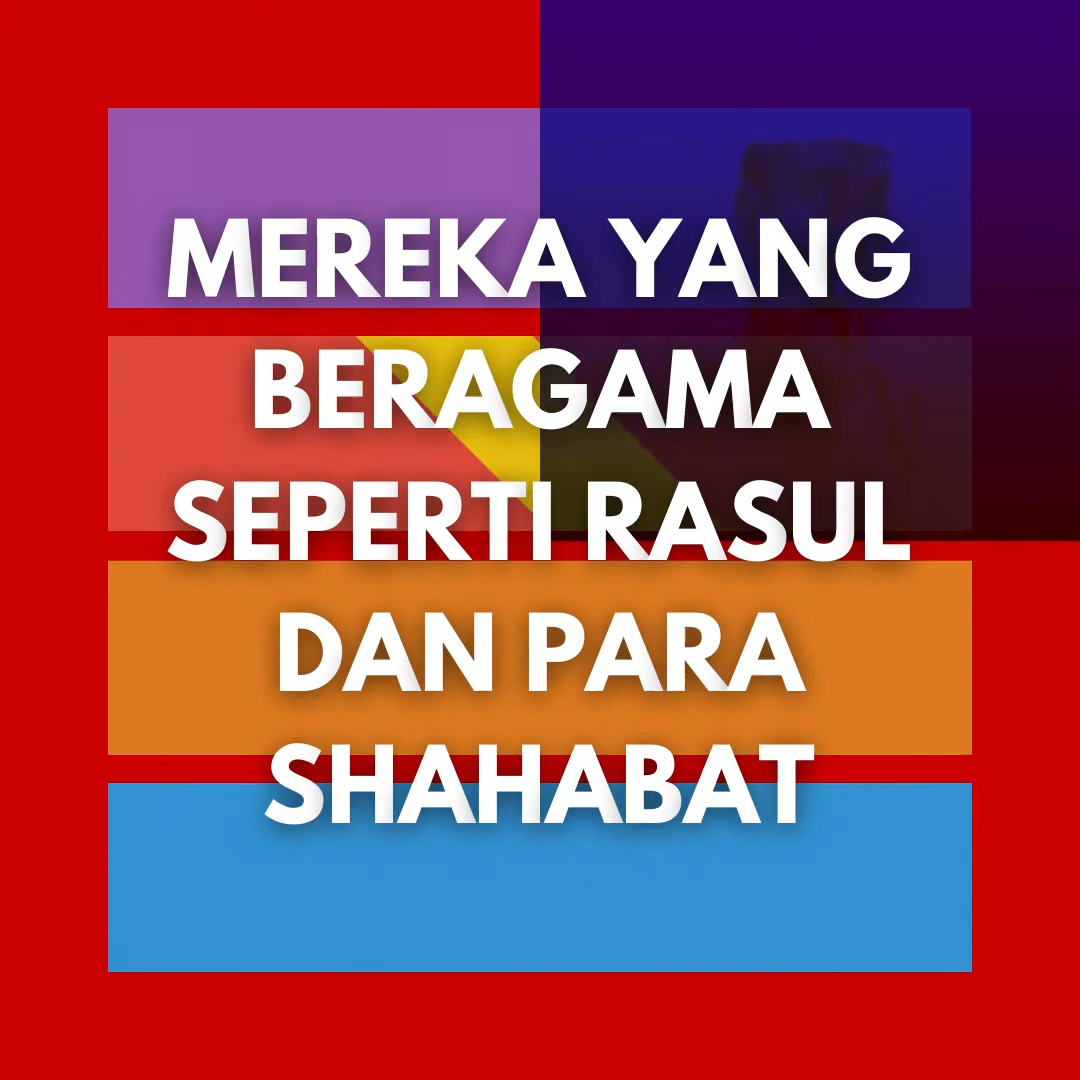 MEREKA YANG
BERAGAMA
SEPERTI RASUL
DAN PARA
SHAHABAT